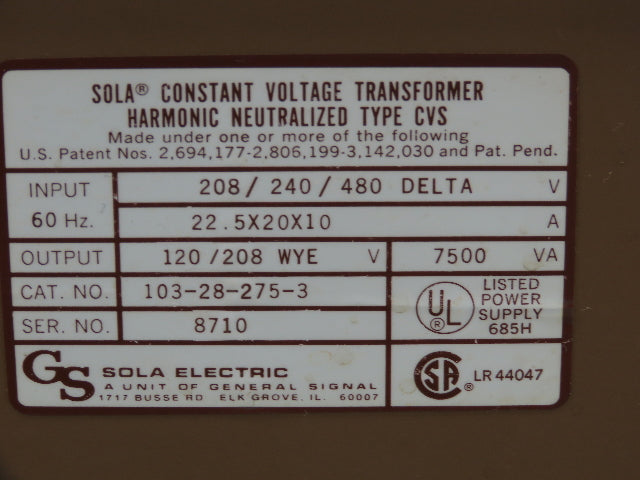 SOLA® CONSTANT VOLTAGE TRANSFORMER
HARMONIC NEUTRALIZED TYPE CVS
Made under one or more of the following
U.S. Patent Nos. 2,694,177-2,806,199-3,142,030 and Pat. Pend.
INPUT 208/240/480 DELTA V
60 Hz. 22.5X20X10 A
OUTPUT 120/208 WYE V 7500 VA
CAT. NO. 103-28-275-3
SER. NO. 8710
UL ®
LISTED
POWER
SUPPLY
685H
GS SOLA ELECTRIC
A UNIT OF GENERAL SIGNAL
1717 BUSSE RD ELK GROVE, IL. 60007
CSA ® LR 44047